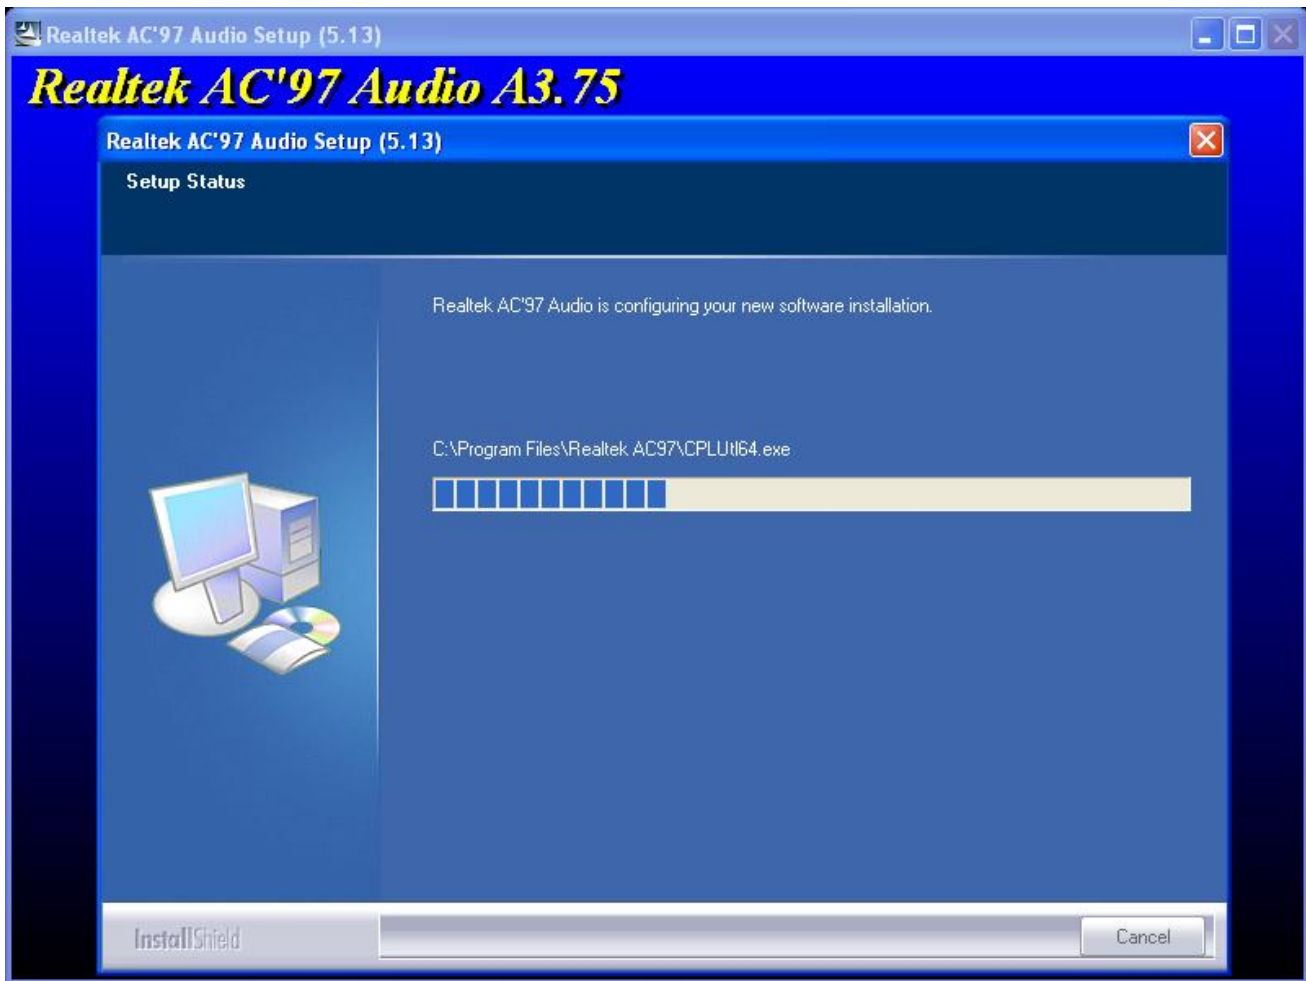 Realtek AC'97 Audio Setup (5.13)
Realtek AC'97 Audio A3.75
Realtek AC'97 Audio Setup (5.13)
Setup Status
Realtek AC'97 Audio is configuring your new software installation.
C:\Program Files\Realtek AC97\CPLUtl64.exe
InstallShield
Cancel